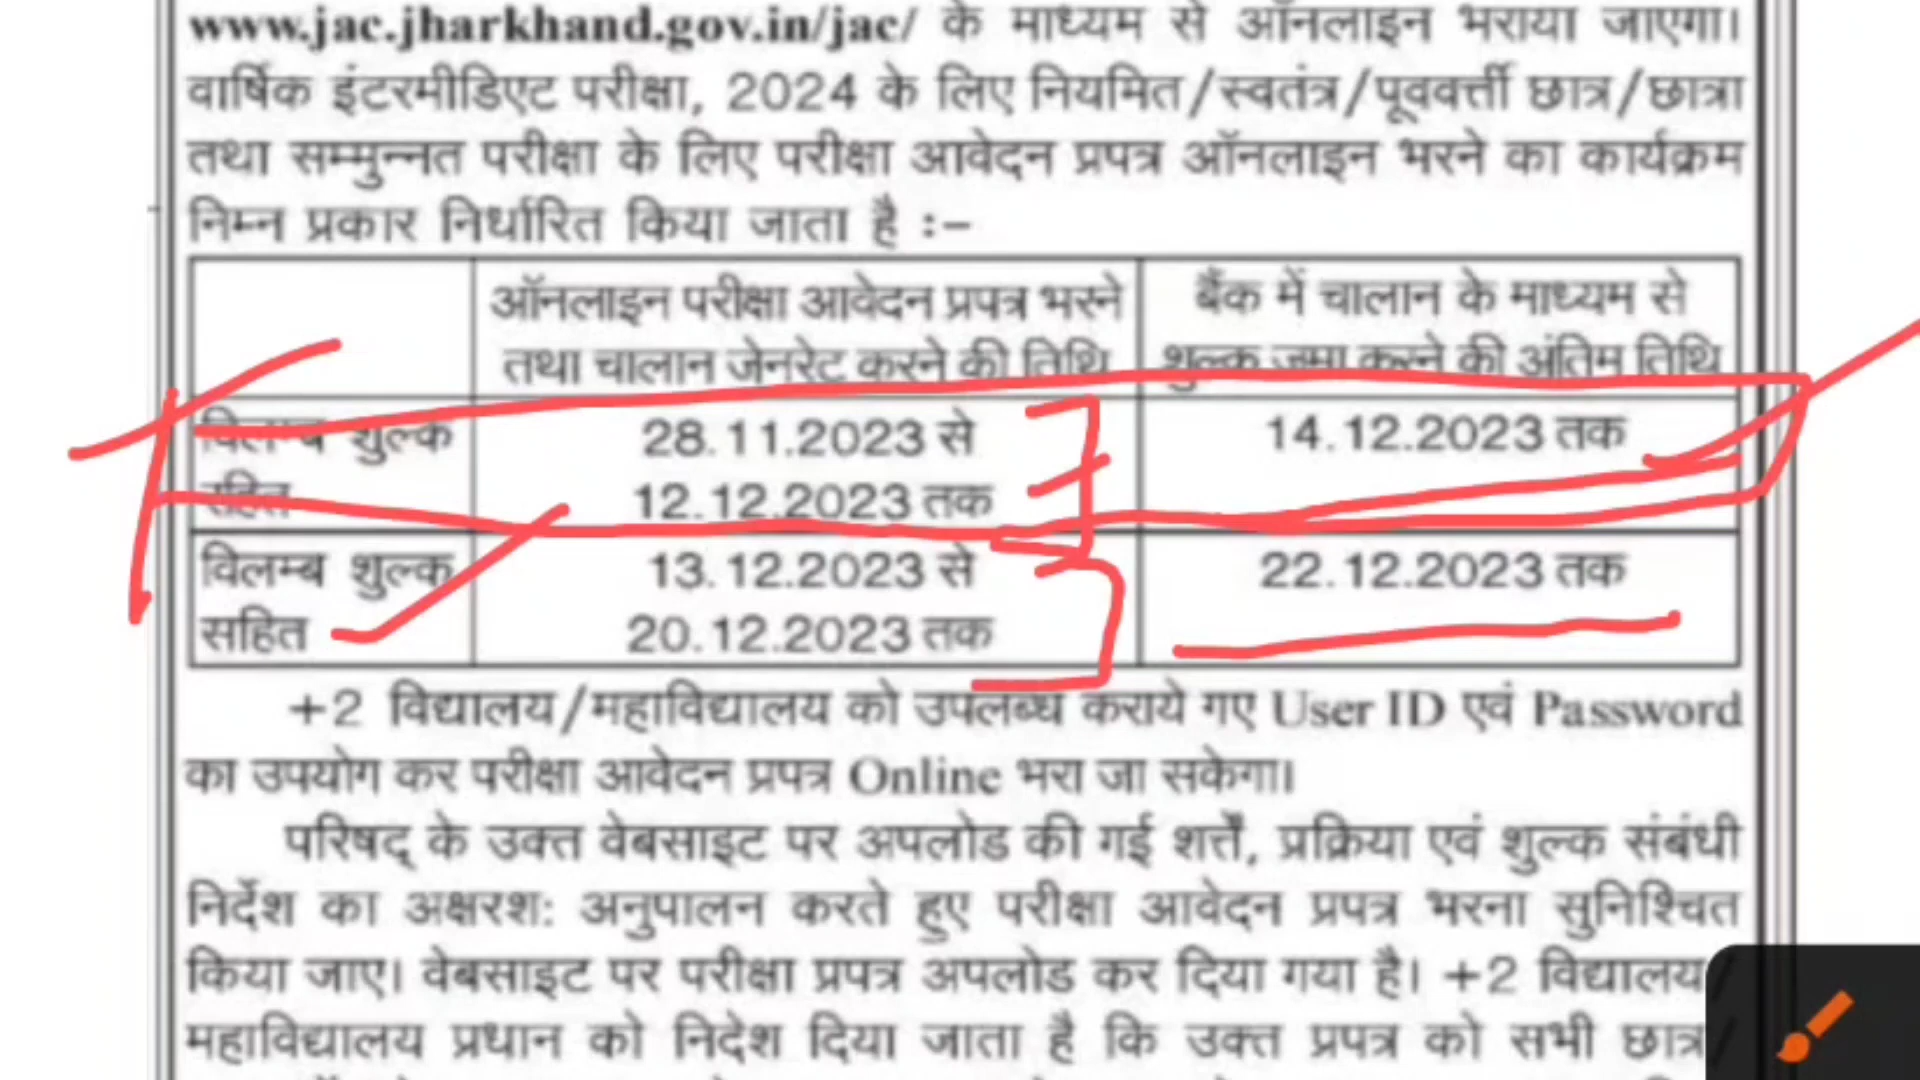 www.jac.jharkhand.gov.in/jac/ के माध्यम से ऑनलाइन भराया जाएगा।
वार्षिक इंटरमीडिएट परीक्षा, 2024 के लिए नियमित/स्वतंत्र/पूववर्त्ती छात्र/छात्रा
तथा सम्मुन्नत परीक्षा के लिए परीक्षा आवेदन प्रपत्र ऑनलाइन भरने का कार्यक्रम
निम्न प्रकार निर्धारित किया जाता है :–
ऑनलाइन परीक्षा आवेदन प्रपत्र भरने
तथा चालान जेनरेट करने की तिथि
बैंक में चालान के माध्यम से
शुल्क जमा करने की अंतिम तिथि
विलम्ब शुल्क
रहित
28.11.2023 से
12.12.2023 तक
14.12.2023 तक
विलम्ब शुल्क
सहित
13.12.2023 से
20.12.2023 तक
22.12.2023 तक
+2 विद्यालय/महाविद्यालय को उपलब्ध कराये गए User ID एवं Password
का उपयोग कर परीक्षा आवेदन प्रपत्र Online भरा जा सकेगा।
परिषद् के उक्त वेबसाइट पर अपलोड की गई शर्त्तें, प्रक्रिया एवं शुल्क संबंधी
निर्देश का अक्षरश: अनुपालन करते हुए परीक्षा आवेदन प्रपत्र भरना सुनिश्चित
किया जाए। वेबसाइट पर परीक्षा प्रपत्र अपलोड कर दिया गया है। +2 विद्यालय/
महाविद्यालय प्रधान को निदेश दिया जाता है कि उक्त प्रपत्र को सभी छात्र/